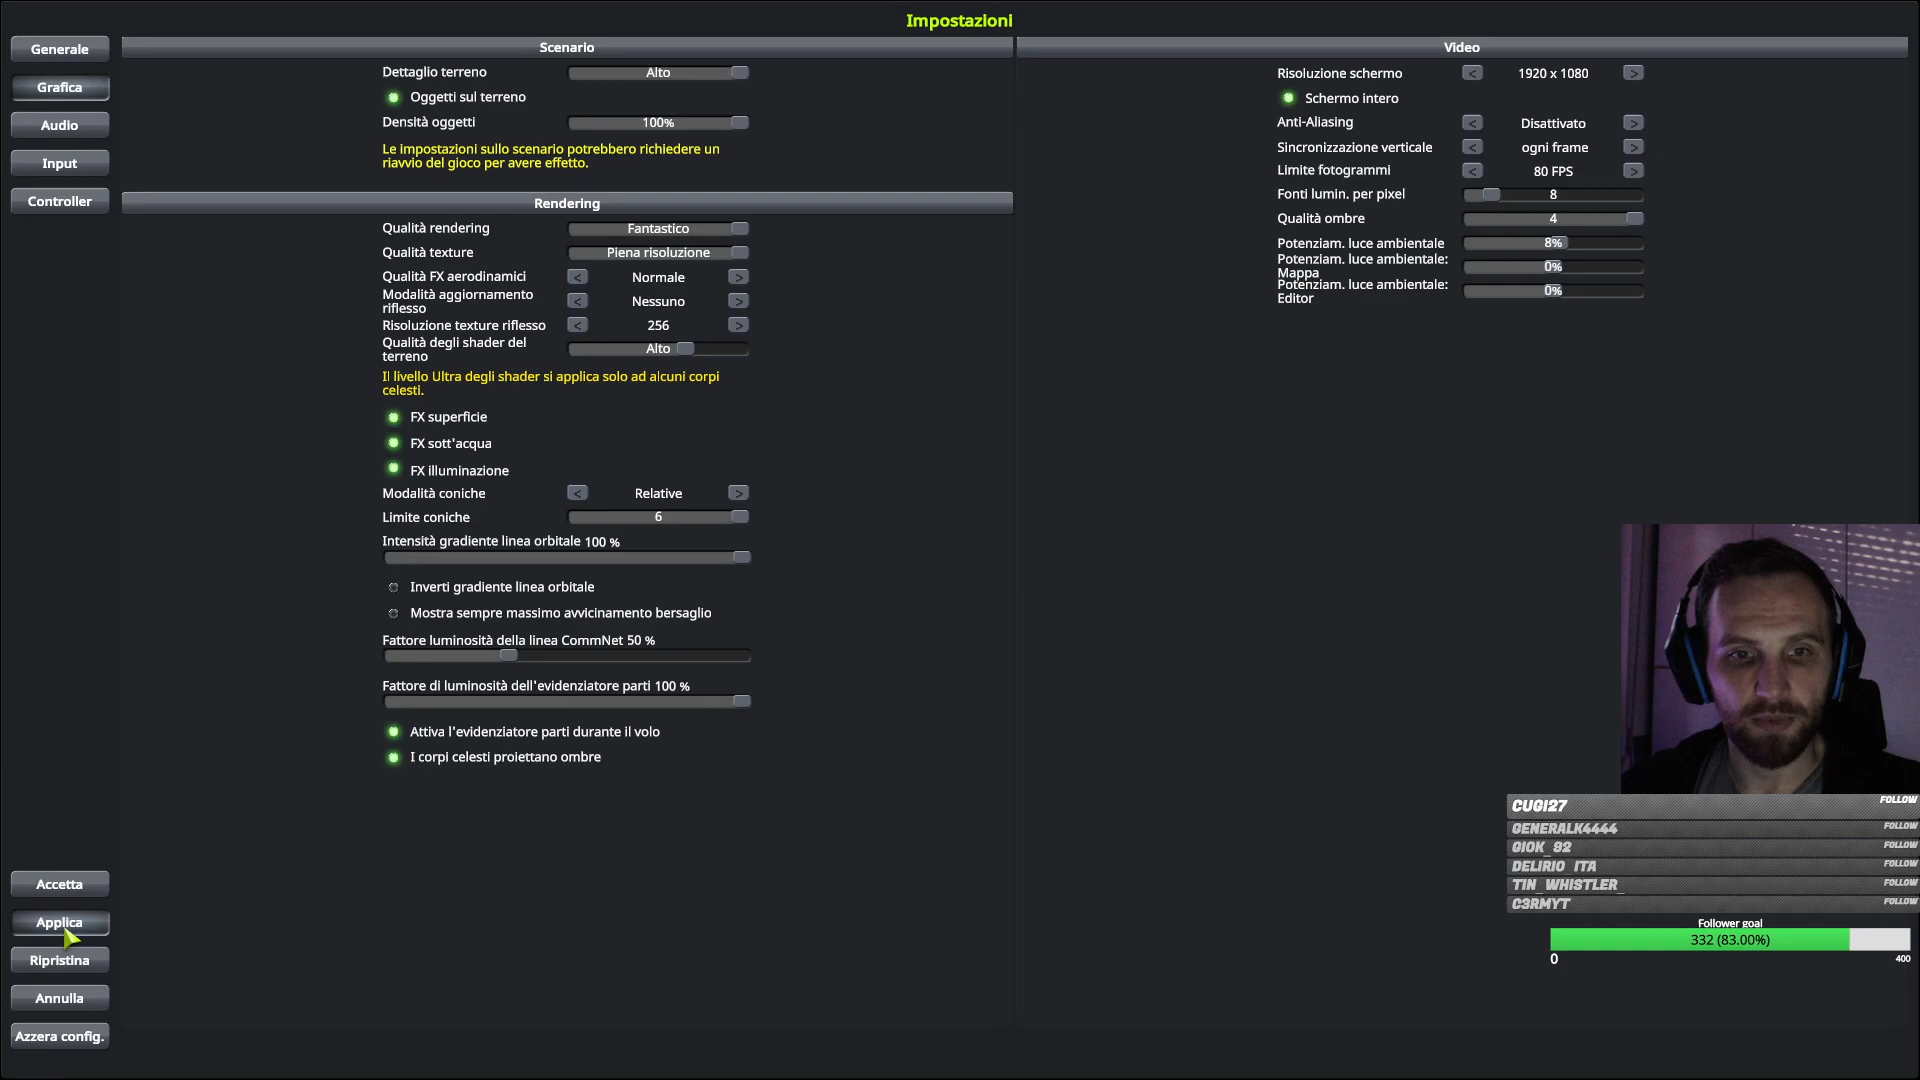 Impostazioni
Generale
Grafica
Audio
Input
Controller
Scenario
Dettaglio terreno
Alto
Oggetti sul terreno
Densità oggetti
100%
Le impostazioni sullo scenario potrebbero richiedere un
riavvio del gioco per avere effetto.
Rendering
Qualità rendering
Fantastico
Qualità texture
Piena risoluzione
Qualità FX aerodinamici
<
Normale
>
Modalità aggiornamento
riflesso
<
Nessuno
>
Risoluzione texture riflesso
<
256
>
Qualità degli shader del
terreno
Alto
Il livello Ultra degli shader si applica solo ad alcuni corpi
celesti.
FX superficie
FX sott'acqua
FX illuminazione
Modalità coniche
<
Relative
>
Limite coniche
6
Intensità gradiente linea orbitale 100 %
Inverti gradiente linea orbitale
Mostra sempre massimo avvicinamento bersaglio
Fattore luminosità della linea CommNet 50 %
Fattore di luminosità dell'evidenziatore parti 100 %
Attiva l'evidenziatore parti durante il volo
I corpi celesti proiettano ombre
Video
Risoluzione schermo
<
1920 x 1080
>
Schermo intero
Anti-Aliasing
<
Disattivato
>
Sincronizzazione verticale
<
ogni frame
>
Limite fotogrammi
<
80 FPS
>
Fonti lumin. per pixel
8
Qualità ombre
4
Potenziam. luce ambientale
8%
Potenziam. luce ambientale:
Mappa
0%
Potenziam. luce ambientale:
Editor
0%
Accetta
Applica
Ripristina
Annulla
Azzera config.
CUGI27 FOLLOW
GENERALK4444 FOLLOW
GIOK_92 FOLLOW
DELIRIO_ITA FOLLOW
TIN_WHISTLER_ FOLLOW
C3RMYT FOLLOW
Follower goal
332 (83.00%)
0
400